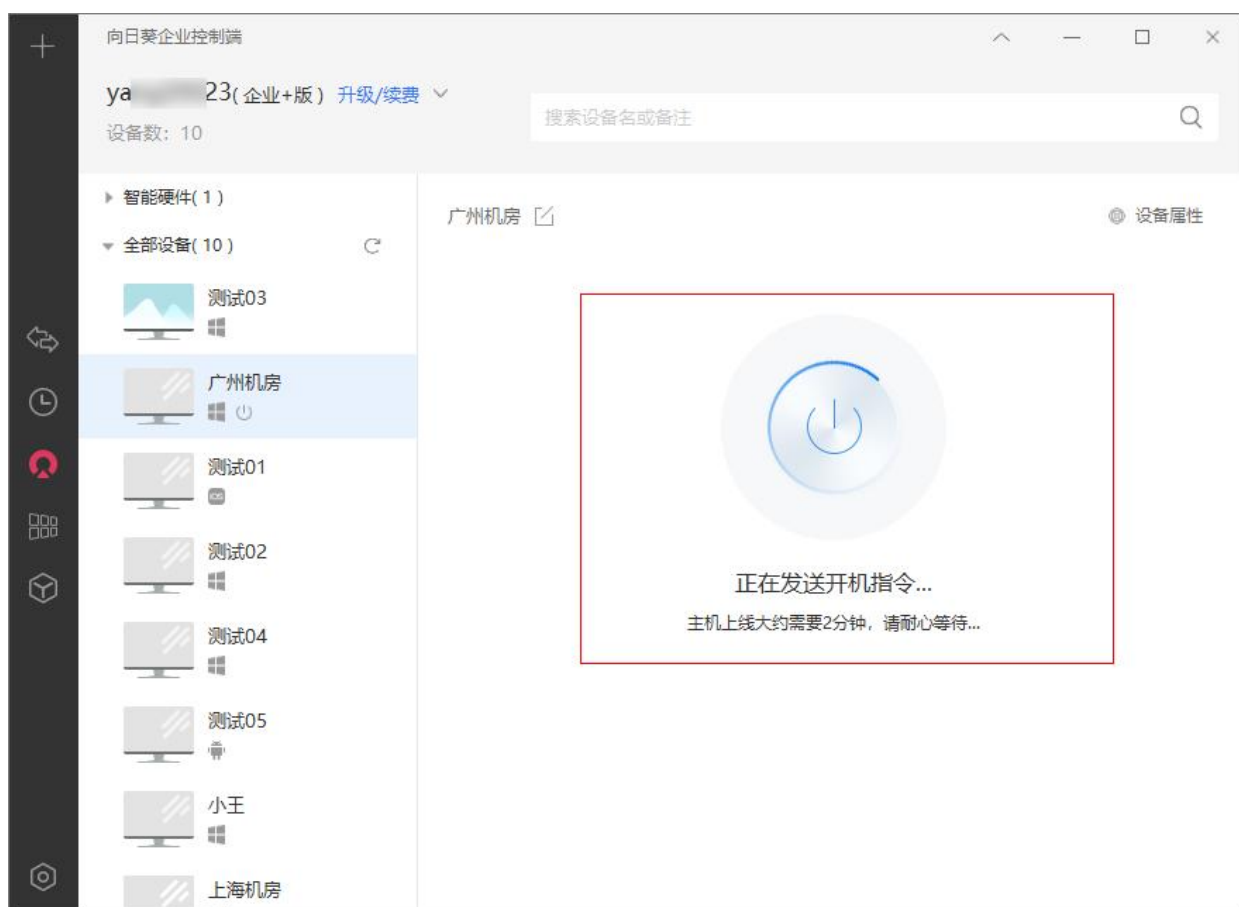 向日葵企业控制端
ya 23(企业+版) 升级/续费
设备数：10
搜索设备名或备注
智能硬件(1)
全部设备(10)
测试03
广州机房
测试01
iOS
测试02
测试04
测试05
小王
上海机房
广州机房
设备属性
正在发送开机指令...
主机上线大约需要2分钟，请耐心等待...